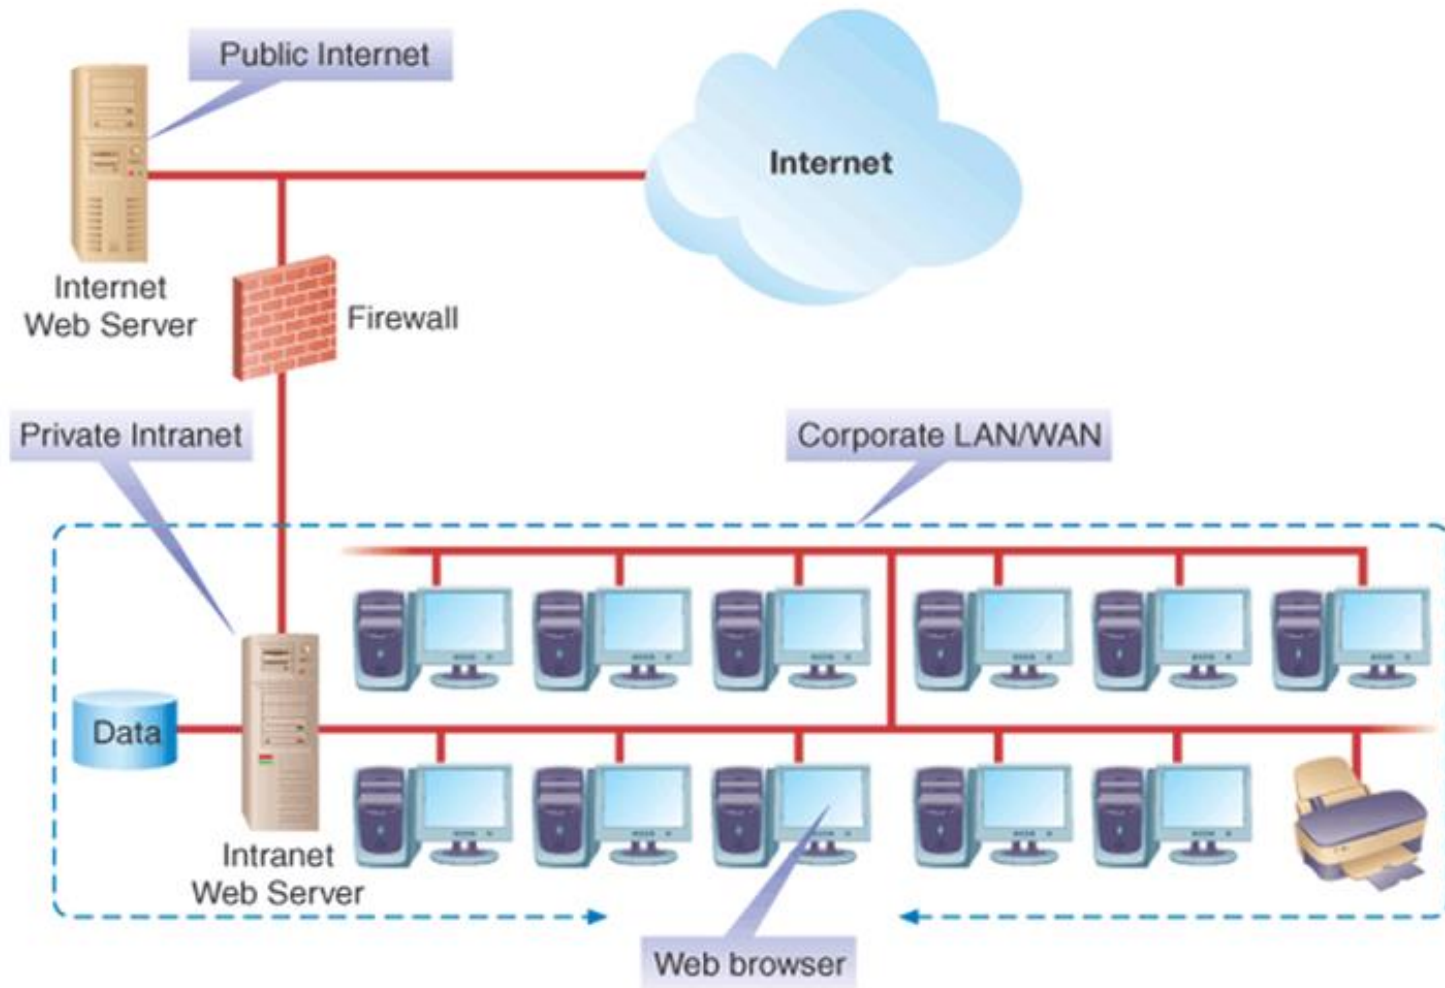 Public Internet
Internet
Internet
Web Server
Firewall
Private Intranet
Corporate LAN/WAN
Data
Intranet
Web Server
Web browser